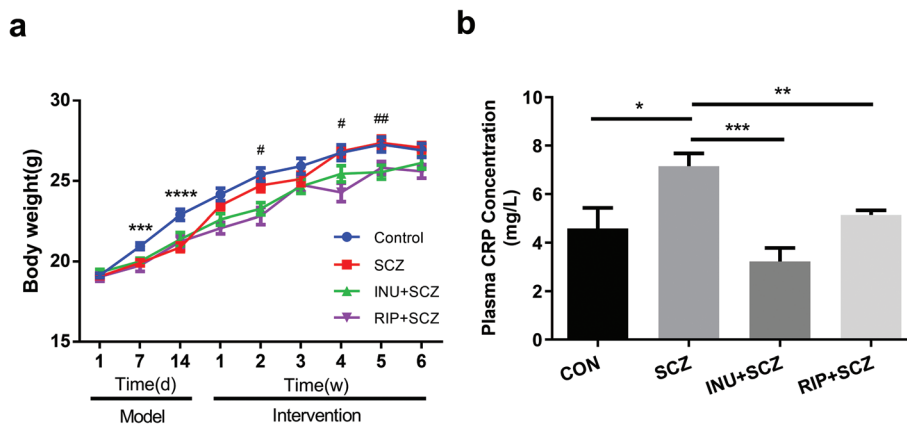 a
30
25
20
15
Body weight(g)
***
****
#
#
##
Control
SCZ
INU+SCZ
RIP+SCZ
1 7 14 1 2 3 4 5 6
Time(d) Time(w)
Model Intervention
b
10
8
6
4
2
0
Plasma CRP Concentration
(mg/L)
*
**
***
CON SCZ INU+SCZ RIP+SCZ